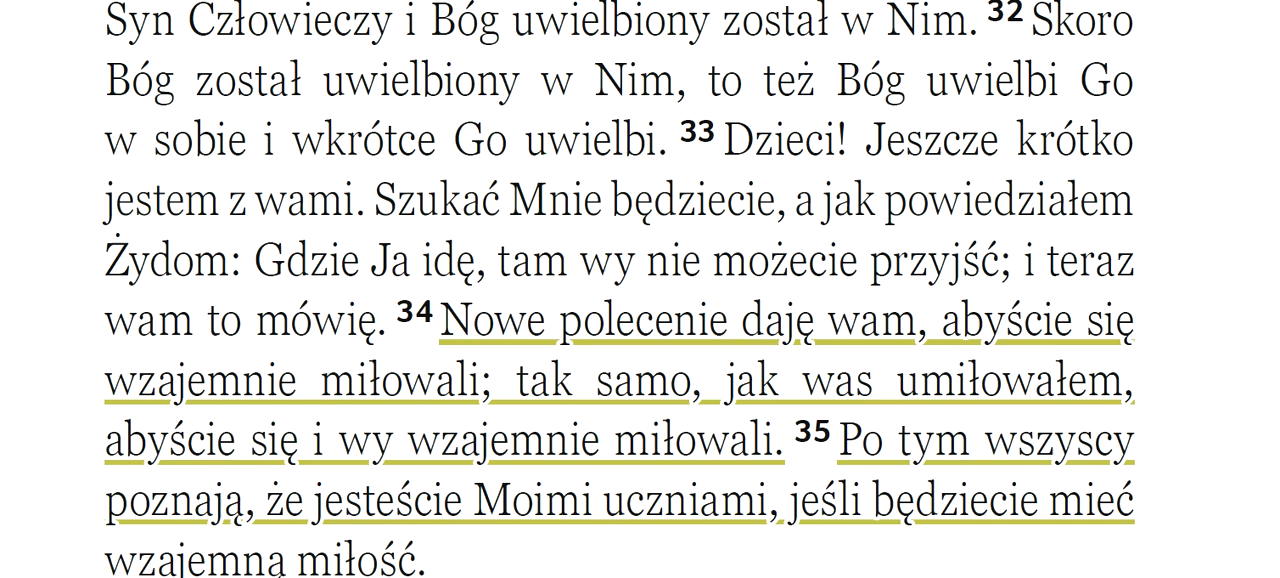 Syn Człowieczy i Bóg uwielbiony został w Nim. 32 Skoro
Bóg został uwielbiony w Nim, to też Bóg uwielbi Go
w sobie i wkrótce Go uwielbi. 33 Dzieci! Jeszcze krótko
jestem z wami. Szukać Mnie będziecie, a jak powiedziałem
Żydom: Gdzie Ja idę, tam wy nie możecie przyjść; i teraz
wam to mówię. 34 Nowe polecenie daję wam, abyście się
wzajemnie miłowali; tak samo, jak was umiłowałem,
abyście się i wy wzajemnie miłowali. 35 Po tym wszyscy
poznają, że jesteście Moimi uczniami, jeśli będziecie mieć
wzajemną miłość.